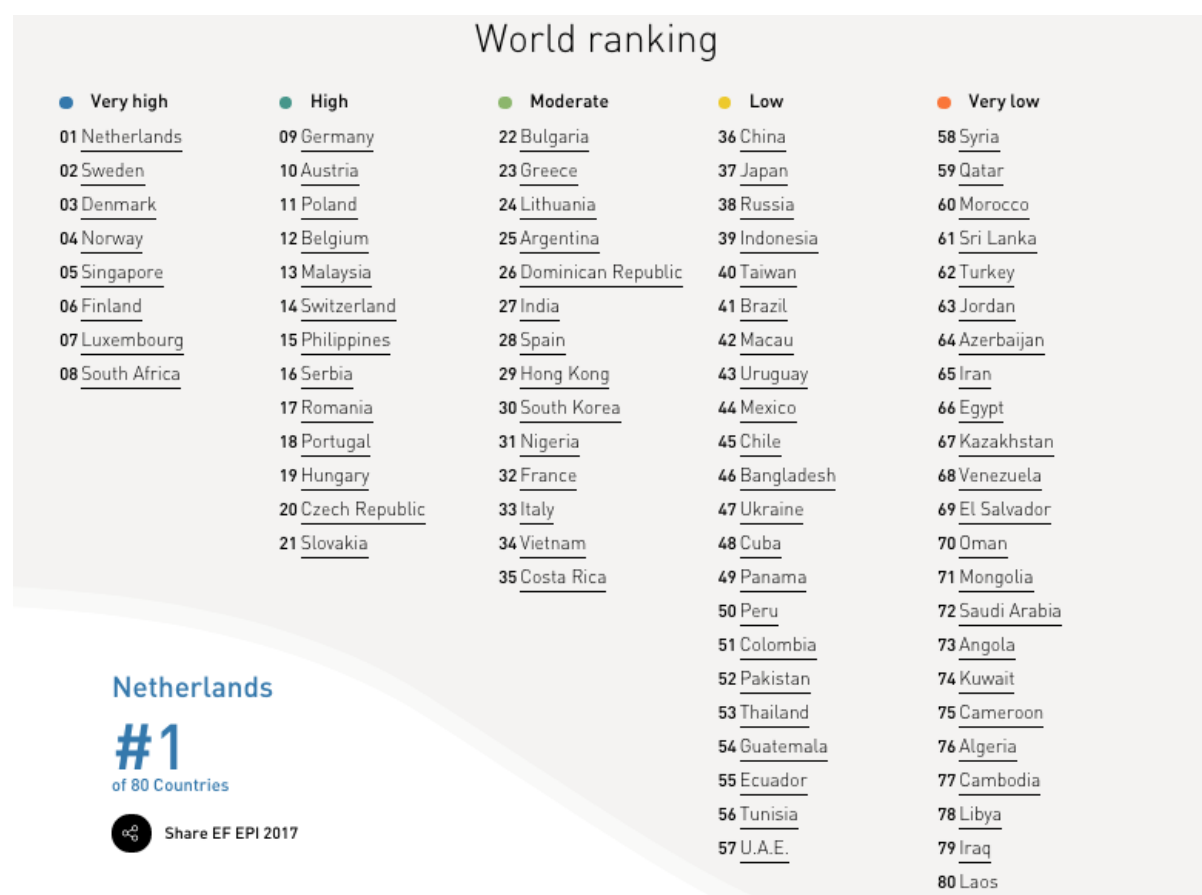 World ranking
Very high
01 Netherlands
02 Sweden
03 Denmark
04 Norway
05 Singapore
06 Finland
07 Luxembourg
08 South Africa
High
09 Germany
10 Austria
11 Poland
12 Belgium
13 Malaysia
14 Switzerland
15 Philippines
16 Serbia
17 Romania
18 Portugal
19 Hungary
20 Czech Republic
21 Slovakia
Moderate
22 Bulgaria
23 Greece
24 Lithuania
25 Argentina
26 Dominican Republic
27 India
28 Spain
29 Hong Kong
30 South Korea
31 Nigeria
32 France
33 Italy
34 Vietnam
35 Costa Rica
Low
36 China
37 Japan
38 Russia
39 Indonesia
40 Taiwan
41 Brazil
42 Macau
43 Uruguay
44 Mexico
45 Chile
46 Bangladesh
47 Ukraine
48 Cuba
49 Panama
50 Peru
51 Colombia
52 Pakistan
53 Thailand
54 Guatemala
55 Ecuador
56 Tunisia
57 U.A.E.
Very low
58 Syria
59 Qatar
60 Morocco
61 Sri Lanka
62 Turkey
63 Jordan
64 Azerbaijan
65 Iran
66 Egypt
67 Kazakhstan
68 Venezuela
69 El Salvador
70 Oman
71 Mongolia
72 Saudi Arabia
73 Angola
74 Kuwait
75 Cameroon
76 Algeria
77 Cambodia
78 Libya
79 Iraq
80 Laos
Netherlands
#1
of 80 Countries
Share EF EPI 2017